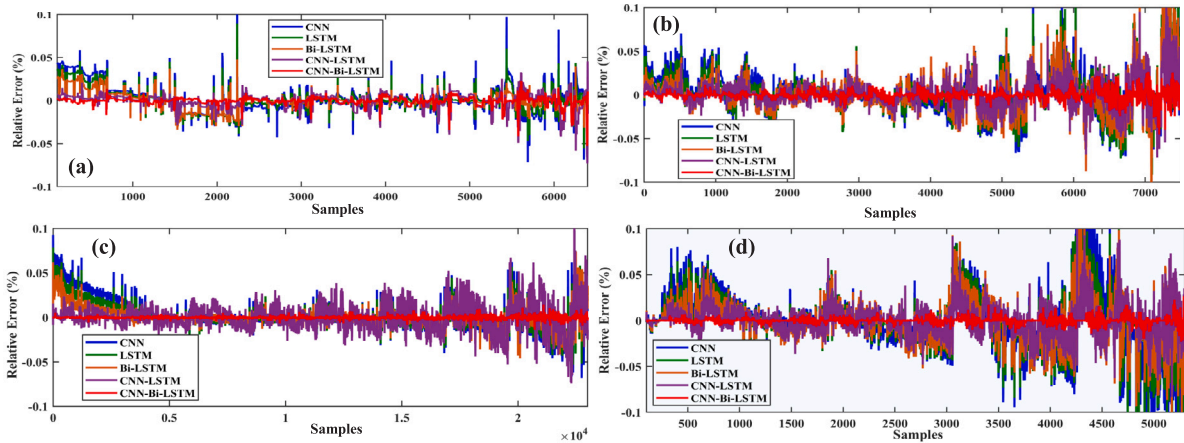 0.1
0.05
0
-0.05
-0.1
Relative Error (%)
(a)
CNN
LSTM
Bi-LSTM
CNN-LSTM
CNN-Bi-LSTM
1000 2000 3000 4000 5000 6000
Samples
0.1
0.05
0
-0.05
-0.1
Relative Error (%)
(b)
CNN
LSTM
Bi-LSTM
CNN-LSTM
CNN-Bi-LSTM
0 1000 2000 3000 4000 5000 6000 7000
Samples
0.1
0.05
0
-0.05
-0.1
Relative Error (%)
(c)
CNN
LSTM
Bi-LSTM
CNN-LSTM
CNN-Bi-LSTM
0 0.5 1 1.5 2
Samples
× 10⁴
0.1
0.05
0
-0.05
-0.1
Relative Error (%)
(d)
CNN
LSTM
Bi-LSTM
CNN-LSTM
CNN-Bi-LSTM
500 1000 1500 2000 2500 3000 3500 4000 4500 5000
Samples